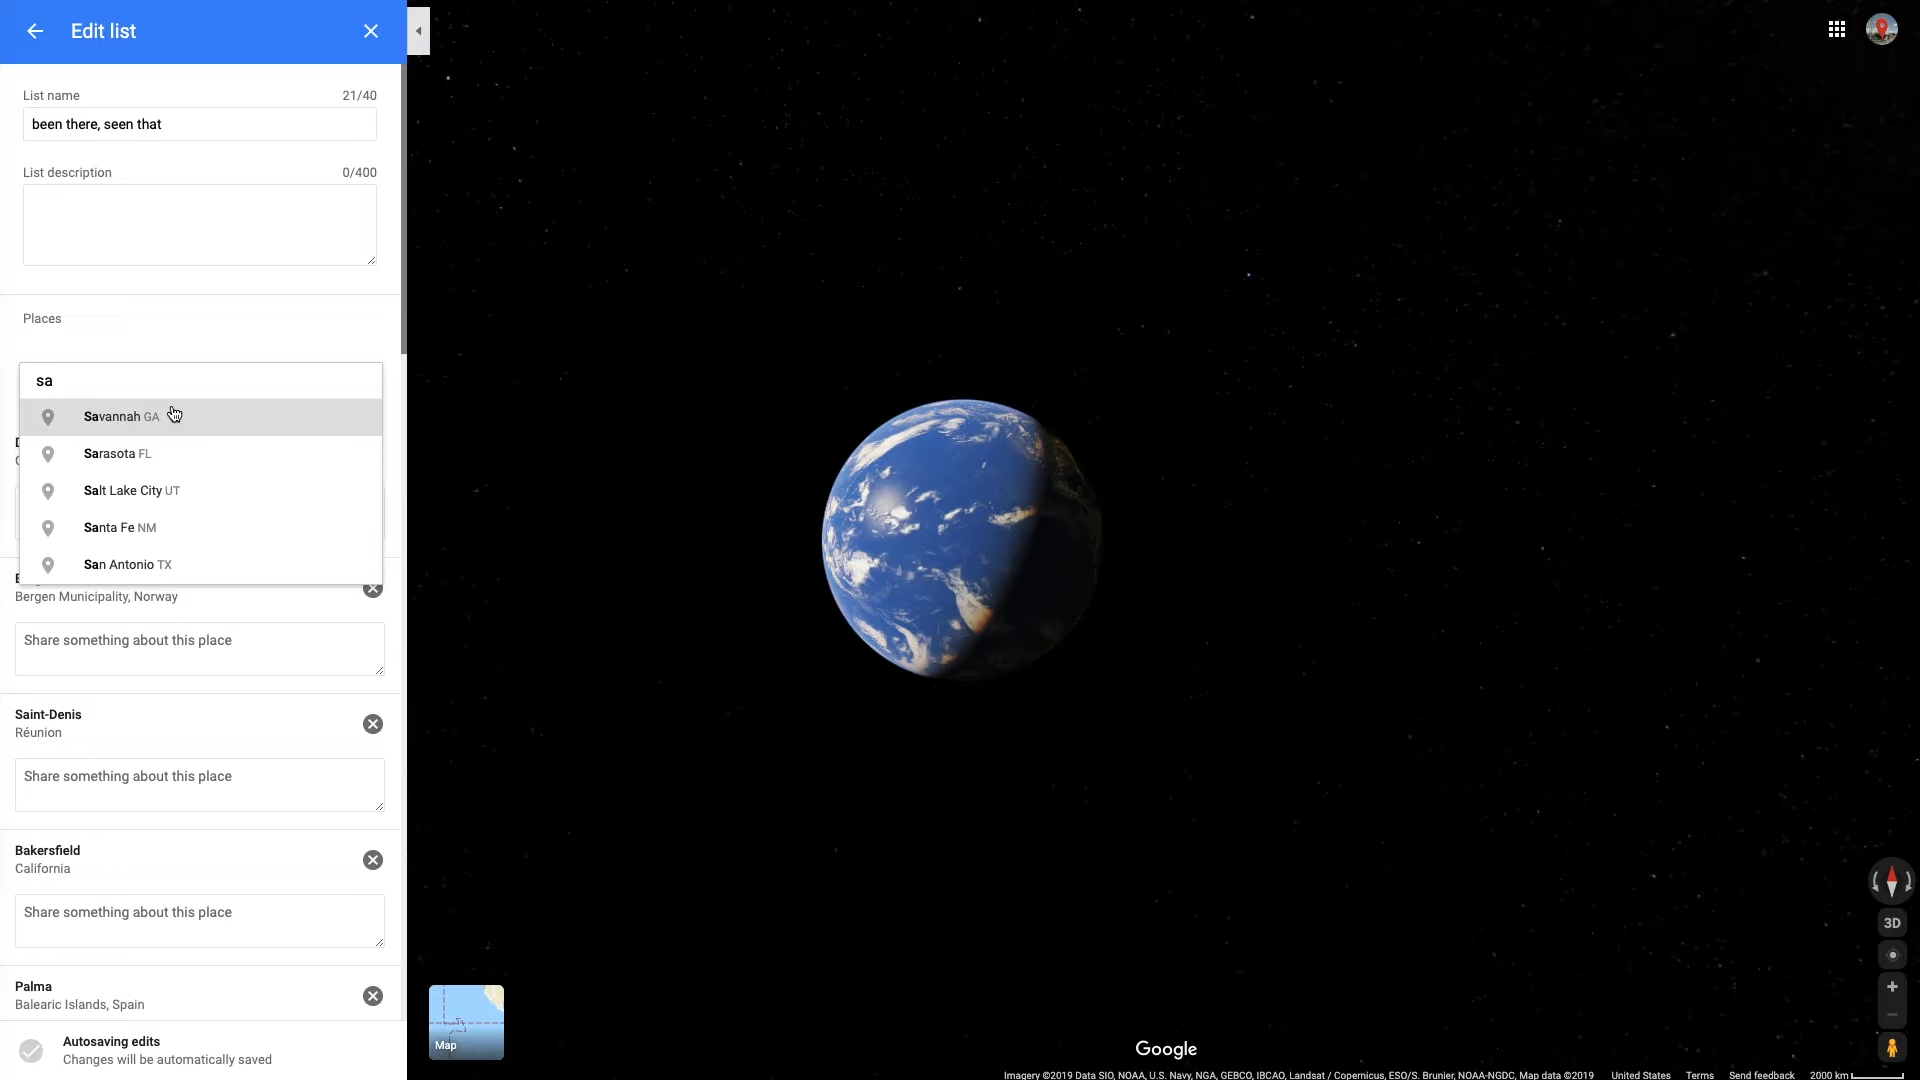 Edit list
List name 21/40
been there, seen that
List description 0/400
Places
sa
Savannah GA
Sarasota FL
Salt Lake City UT
Santa Fe NM
San Antonio TX
Bergen Municipality, Norway
Share something about this place
Saint-Denis
Réunion
Share something about this place
Bakersfield
California
Share something about this place
Palma
Balearic Islands, Spain
Autosaving edits
Changes will be automatically saved
Map
3D
Google
Imagery ©2019 Data SIO, NOAA, U.S. Navy, NGA, GEBCO, IBCAO, Landsat / Copernicus, ESO/S. Brunier, NOAA-NGDC, Map data ©2019 United States Terms Send feedback 2000 km